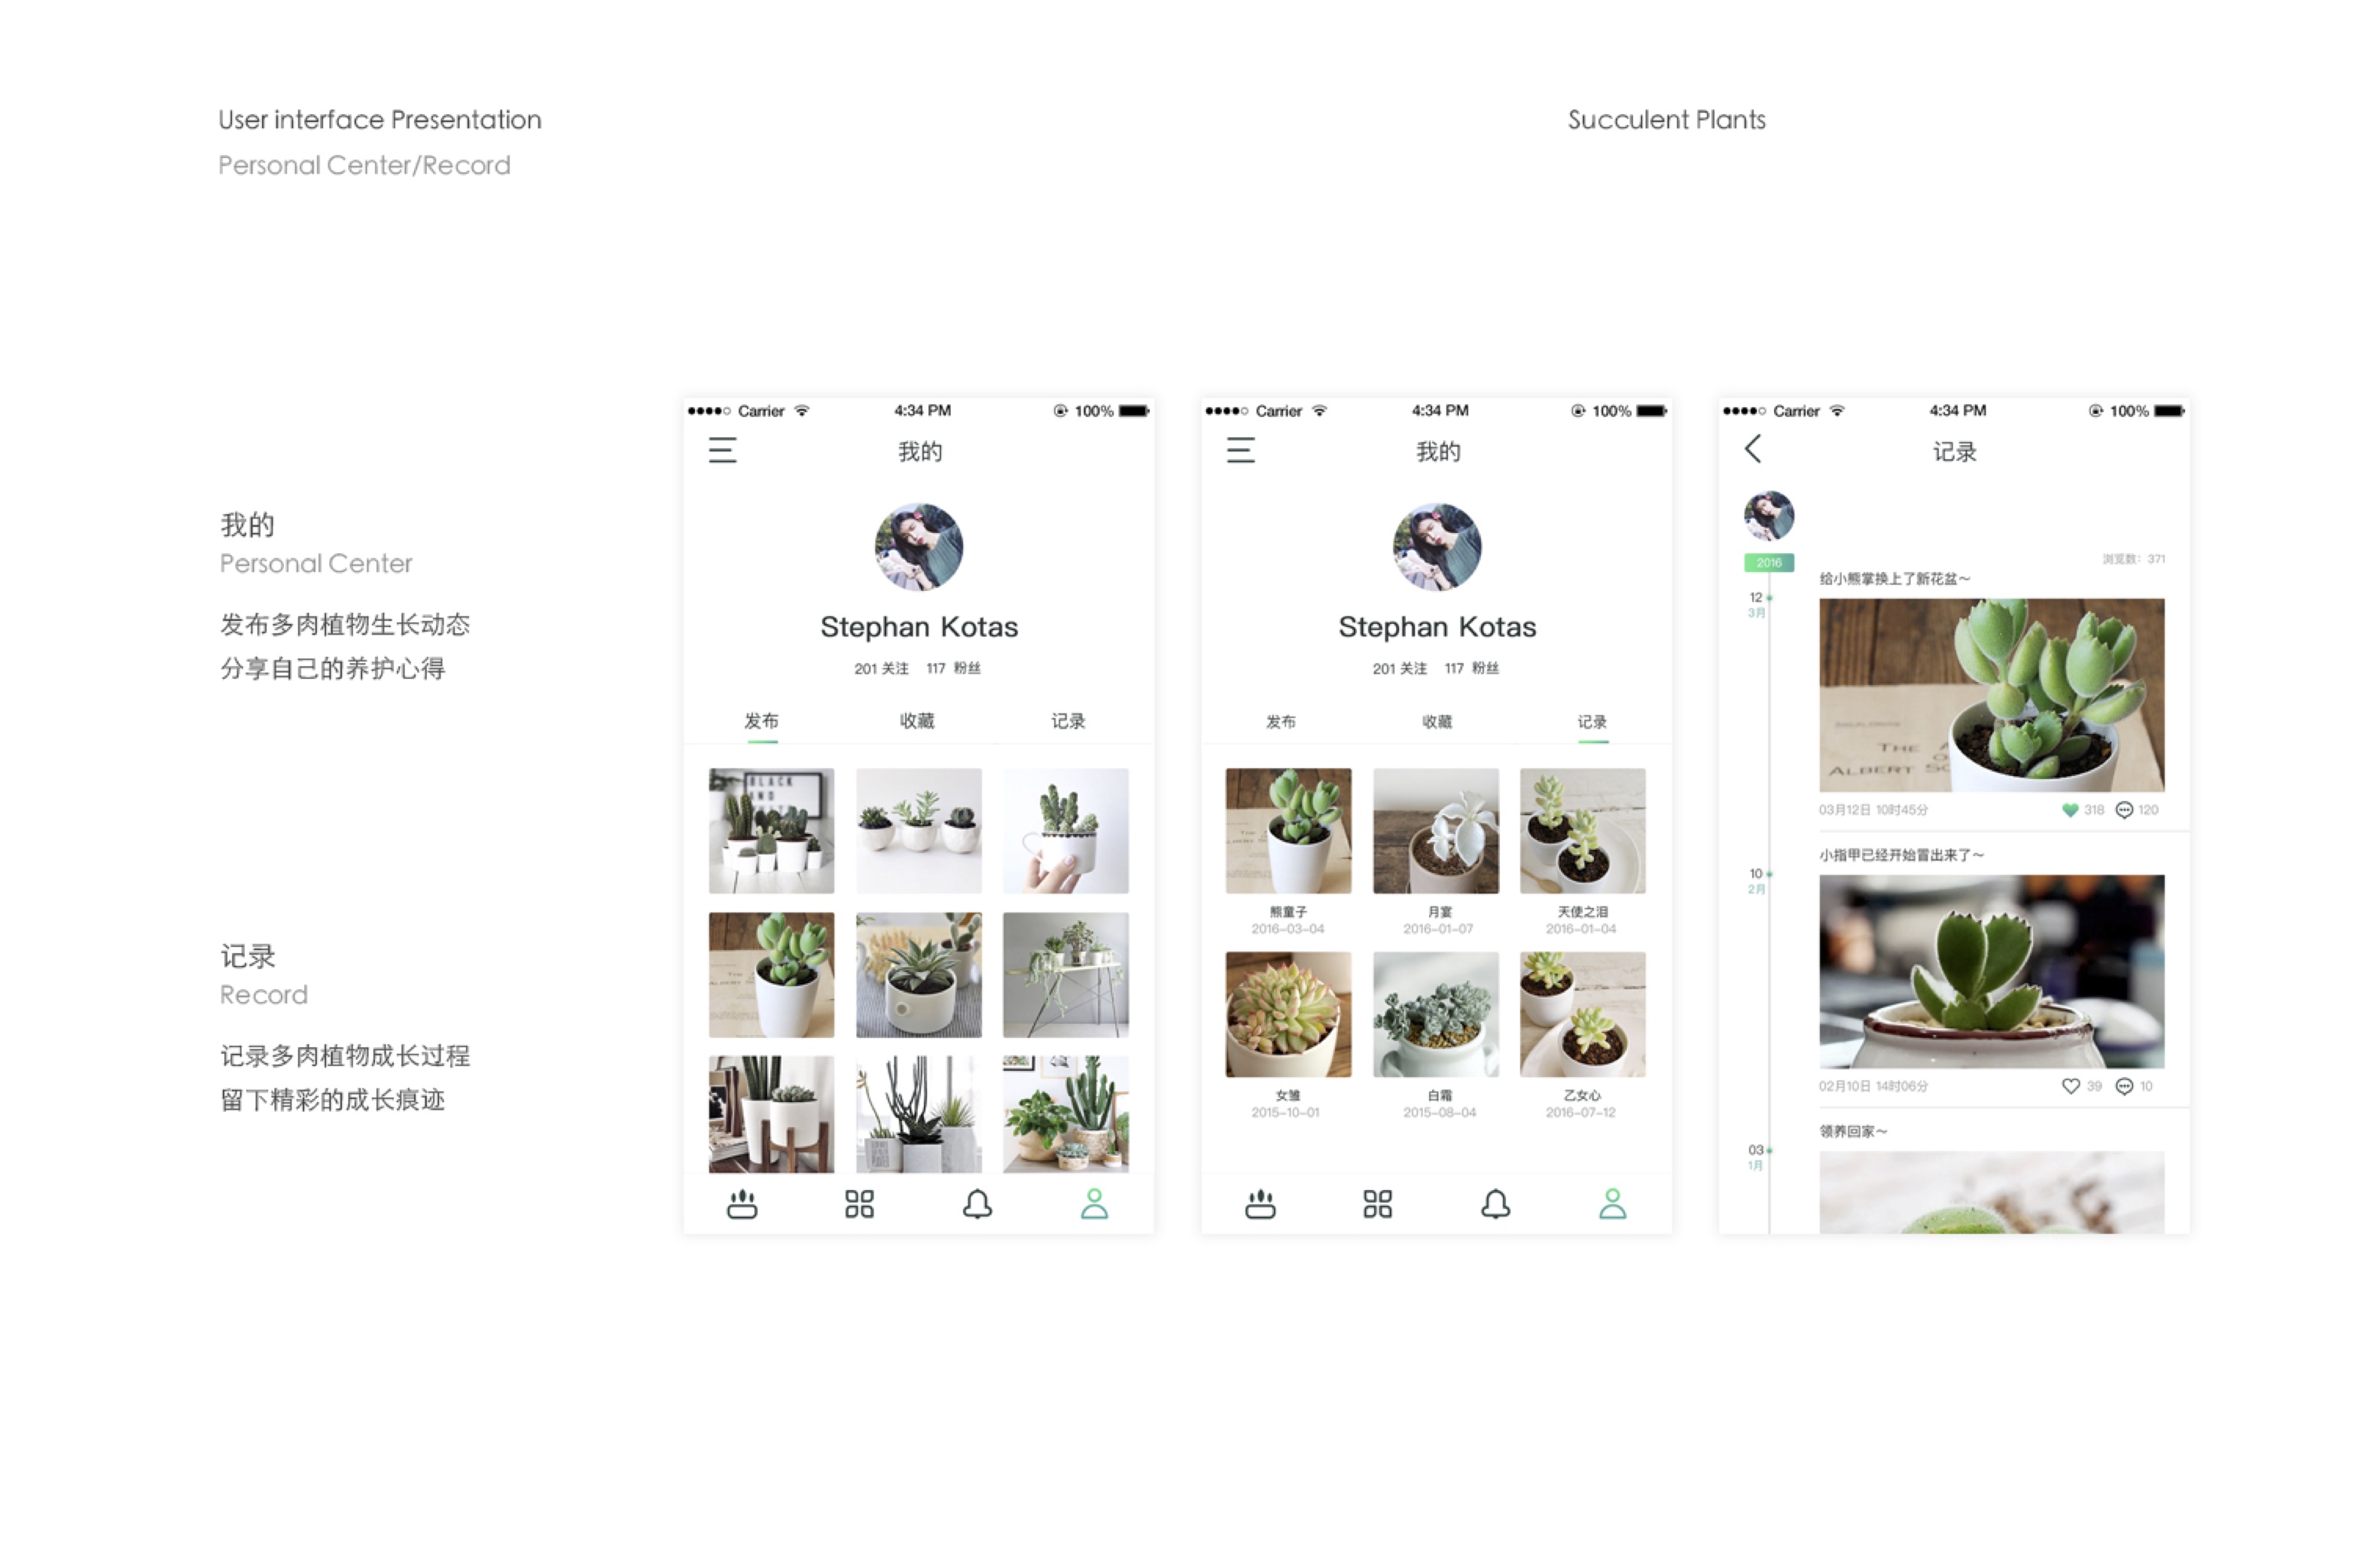 User interface Presentation
Succulent Plants
Personal Center/Record
我的
Personal Center
发布多肉植物生长动态
分享自己的养护心得
记录
Record
记录多肉植物成长过程
留下精彩的成长痕迹
Carrier 4:34 PM 100%
我的
Stephan Kotas
201 关注 117 粉丝
发布 收藏 记录
BLACK
AND
Carrier 4:34 PM 100%
我的
Stephan Kotas
201 关注 117 粉丝
发布 收藏 记录
熊童子 月宴 天使之泪
2016-03-04 2016-01-07 2016-01-04
女雏 白霜 乙女心
2015-10-01 2015-08-04 2016-07-12
Carrier 4:34 PM 100%
记录
2016
浏览数：371
给小熊掌换上了新花盆～
12
3月
THE
ALBERT
03月12日 10时45分 318 120
小指甲已经开始冒出来了～
10
2月
02月10日 14时06分 39 10
领养回家～
03
1月